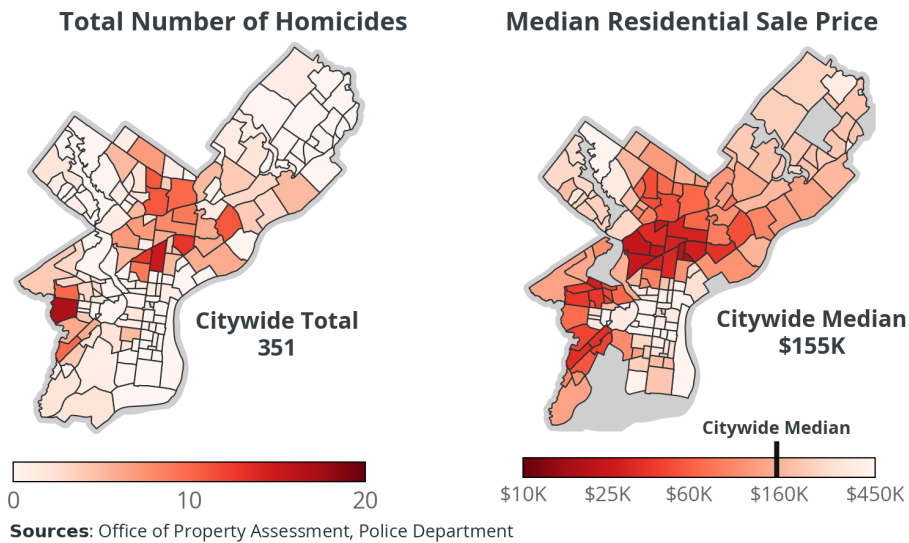 Total Number of Homicides
Median Residential Sale Price
Citywide Total
351
Citywide Median
$155K
Citywide Median
0
10
20
$10K
$25K
$60K
$160K
$450K
Sources: Office of Property Assessment, Police Department